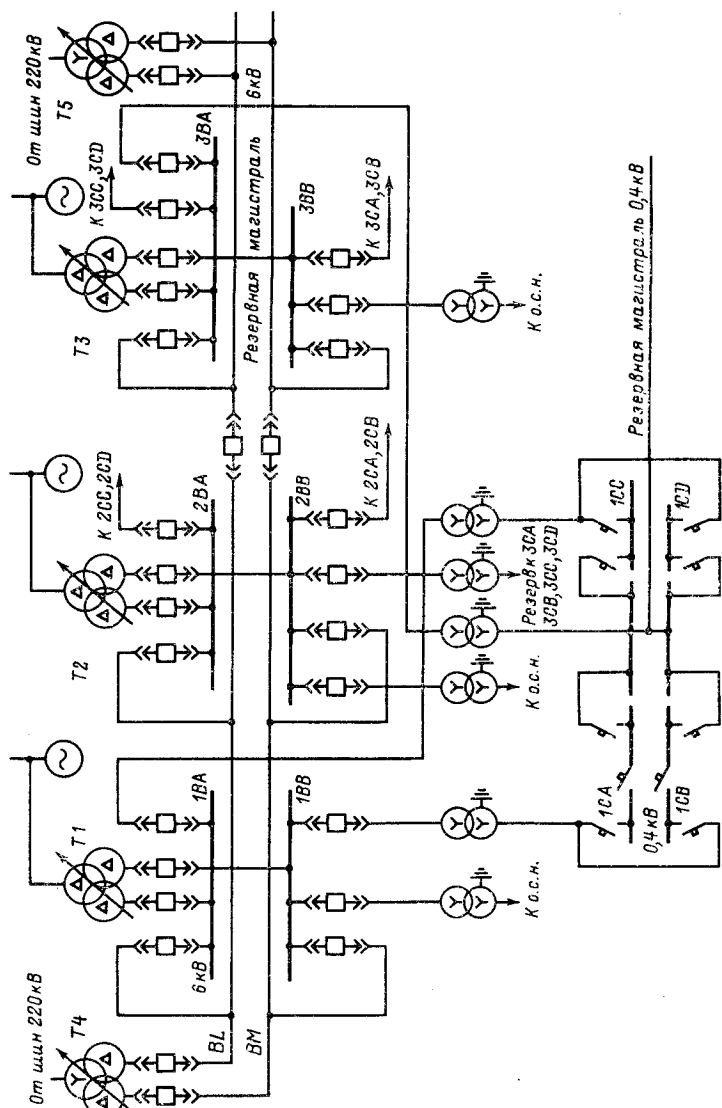 От шин 220кВ
Т5
6кВ
3ВА
К 3СС, 3СD
3ВВ
К 3СА, 3СВ
Т3
Резервная магистраль
К о.с.н.
Резервная магистраль 0,4кВ
К 2СС, 2СD
2ВА
2ВВ
К 2СА, 2СВ
Т2
Резерв к 3СА
3СВ, 3СС, 3СD
К о.с.н.
1СС
1СD
1ВА
1ВВ
Т1
6кВ
К о.с.н.
1СА
0,4кВ
1СВ
От шин 220кВ
Т4
BL
ВМ